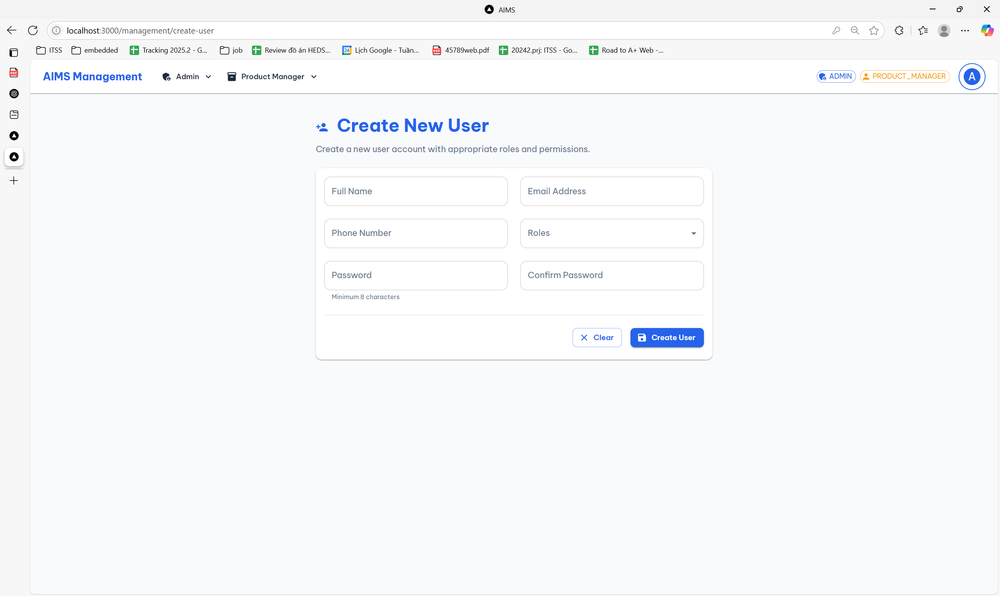 AIMS
localhost:3000/management/create-user
ITSS embedded Tracking 2025.2 - G... job Review đồ án HEDS... 24 Lịch Google - Tuần... PDF 45789web.pdf 20242.prj: ITSS - Go... Road to A+ Web -...
PDF
AIMS Management Admin Product Manager ADMIN PRODUCT_MANAGER A
Create New User
Create a new user account with appropriate roles and permissions.
Full Name Email Address
Phone Number Roles
Password Confirm Password
Minimum 8 characters
Clear Create User